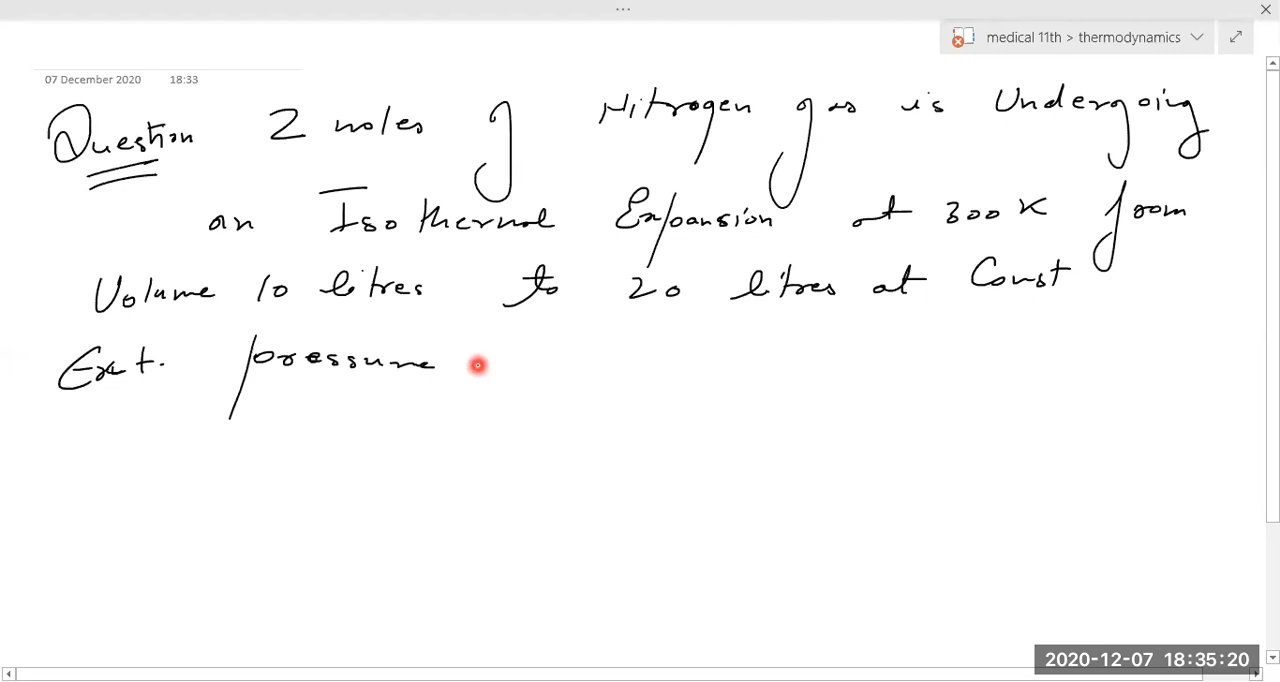 medical 11th > thermodynamics
07 December 2020 18:33
Question 2 moles of Nitrogen gas is Undergoing
an Isothermal Expansion at 300K from
Volume 10 litres to 20 litres at Const
Ext. pressure
2020-12-07 18:35:20